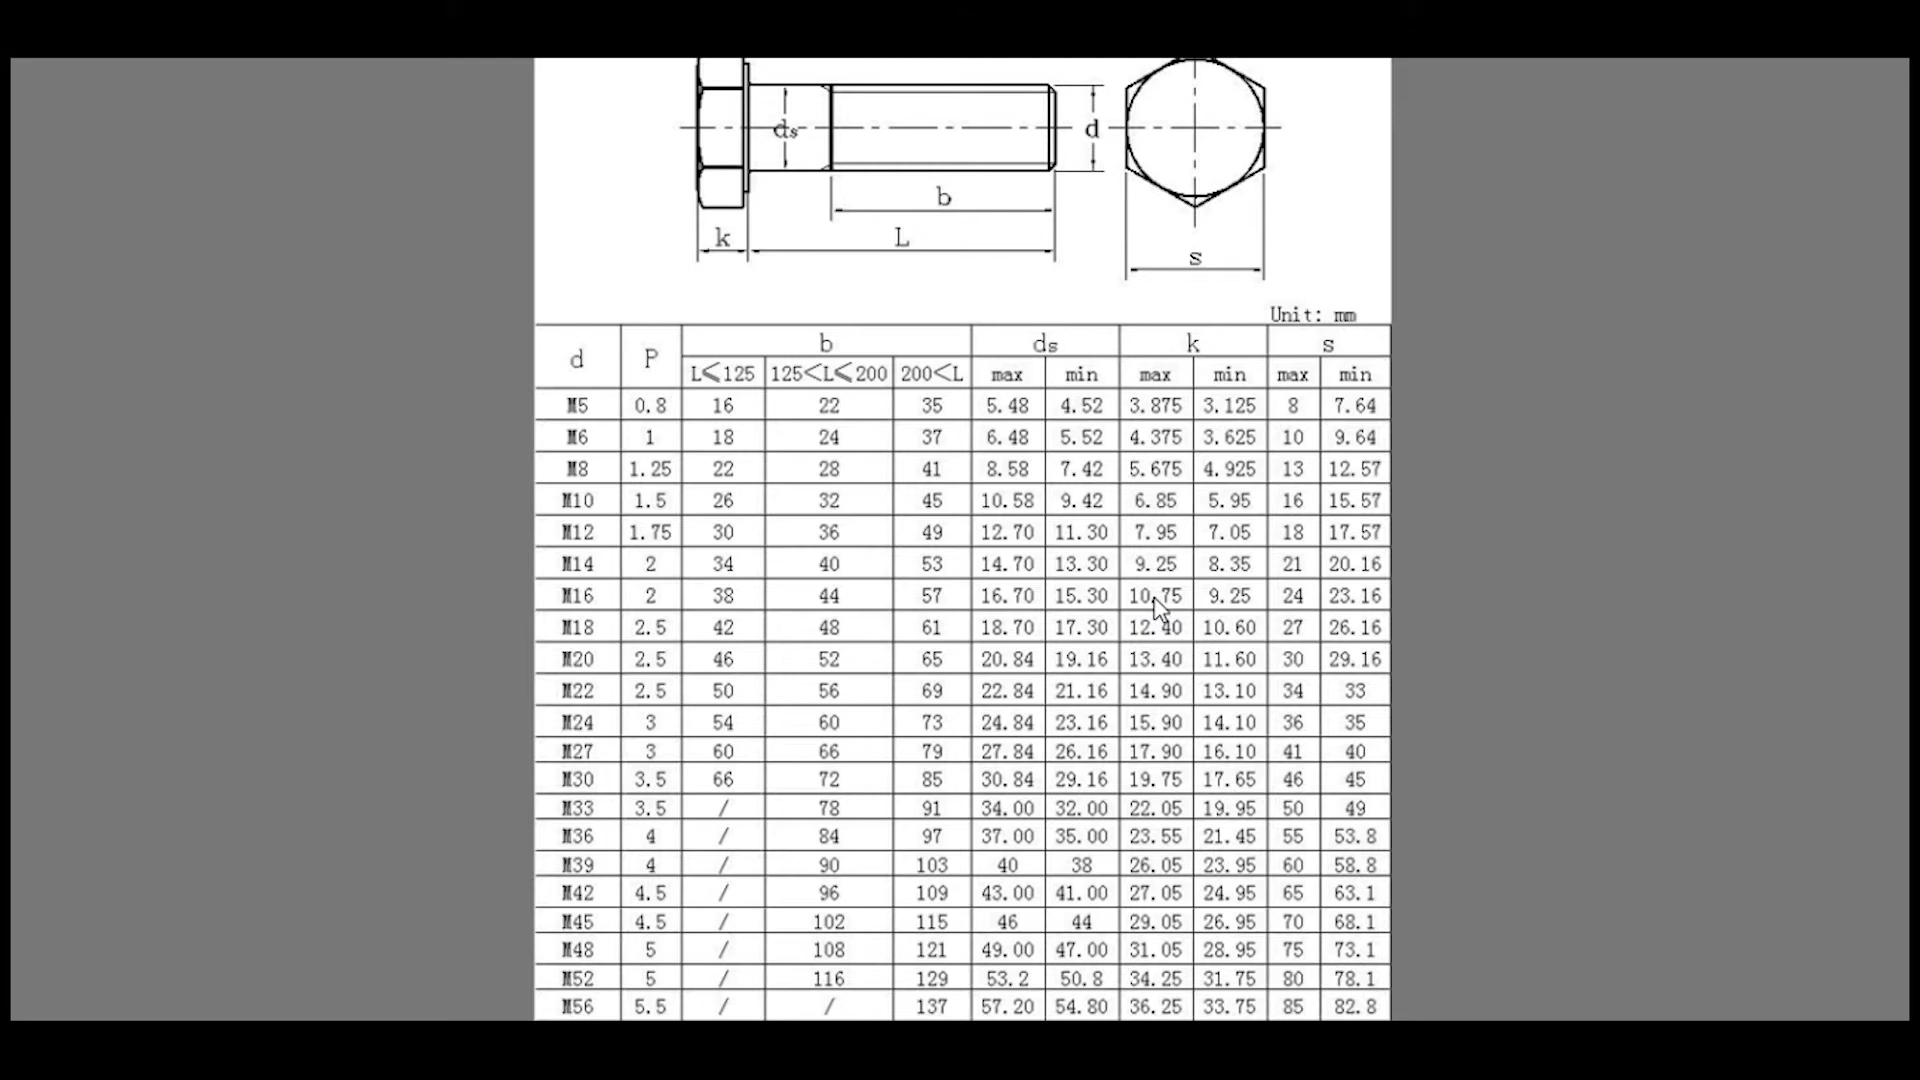 ds
d
b
k
L
s
Unit: mm
d P b ds k s
L⩽125 125<L⩽200 200<L max min max min max min
M5 0.8 16 22 35 5.48 4.52 3.875 3.125 8 7.64
M6 1 18 24 37 6.48 5.52 4.375 3.625 10 9.64
M8 1.25 22 28 41 8.58 7.42 5.675 4.925 13 12.57
M10 1.5 26 32 45 10.58 9.42 6.85 5.95 16 15.57
M12 1.75 30 36 49 12.70 11.30 7.95 7.05 18 17.57
M14 2 34 40 53 14.70 13.30 9.25 8.35 21 20.16
M16 2 38 44 57 16.70 15.30 10.75 9.25 24 23.16
M18 2.5 42 48 61 18.70 17.30 12.40 10.60 27 26.16
M20 2.5 46 52 65 20.84 19.16 13.40 11.60 30 29.16
M22 2.5 50 56 69 22.84 21.16 14.90 13.10 34 33
M24 3 54 60 73 24.84 23.16 15.90 14.10 36 35
M27 3 60 66 79 27.84 26.16 17.90 16.10 41 40
M30 3.5 66 72 85 30.84 29.16 19.75 17.65 46 45
M33 3.5 / 78 91 34.00 32.00 22.05 19.95 50 49
M36 4 / 84 97 37.00 35.00 23.55 21.45 55 53.8
M39 4 / 90 103 40 38 26.05 23.95 60 58.8
M42 4.5 / 96 109 43.00 41.00 27.05 24.95 65 63.1
M45 4.5 / 102 115 46 44 29.05 26.95 70 68.1
M48 5 / 108 121 49.00 47.00 31.05 28.95 75 73.1
M52 5 / 116 129 53.2 50.8 34.25 31.75 80 78.1
M56 5.5 / / 137 57.20 54.80 36.25 33.75 85 82.8